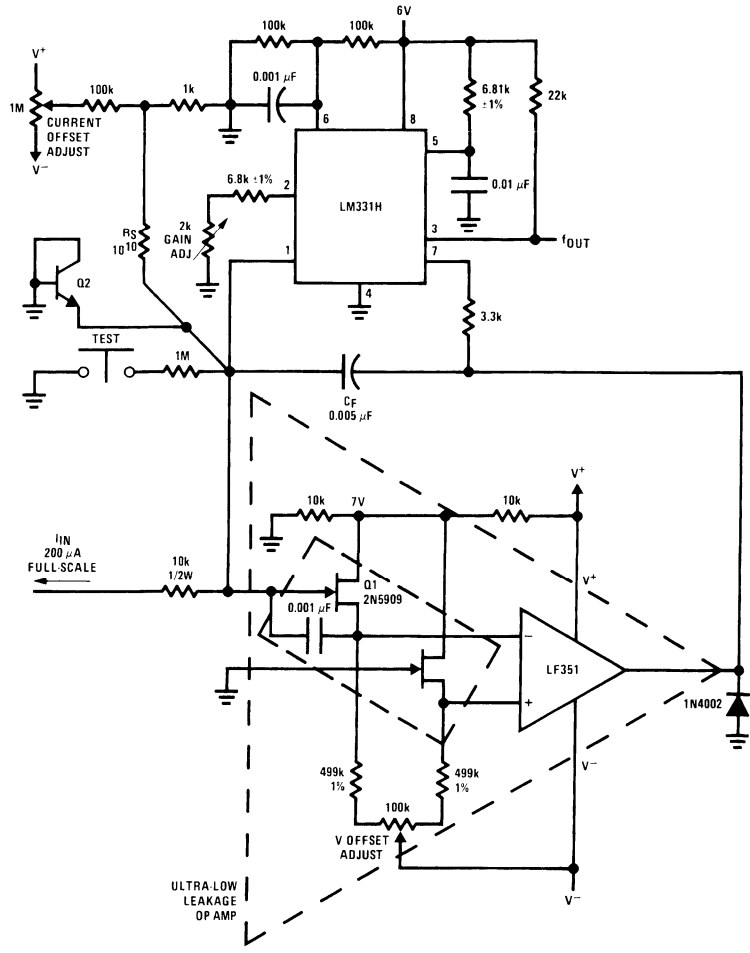 6V
100k
100k
V+
0.001 µF
6.81k
±1%
22k
100k
1k
1M
CURRENT
OFFSET
ADJUST
V−
6
8
5
6.8k ±1%
2
LM331H
0.01 µF
RS
10¹⁰
2k
GAIN
ADJ
3
fOUT
1
7
Q2
4
3.3k
TEST
1M
CF
0.005 µF
V+
10k
7V
10k
IIN
200 µA
FULL-SCALE
10k
1/2W
V+
Q1
2N5909
0.001 µF
−
LF351
+
1N4002
V−
499k
1%
499k
1%
100k
V OFFSET
ADJUST
ULTRA-LOW
LEAKAGE
OP AMP
V−